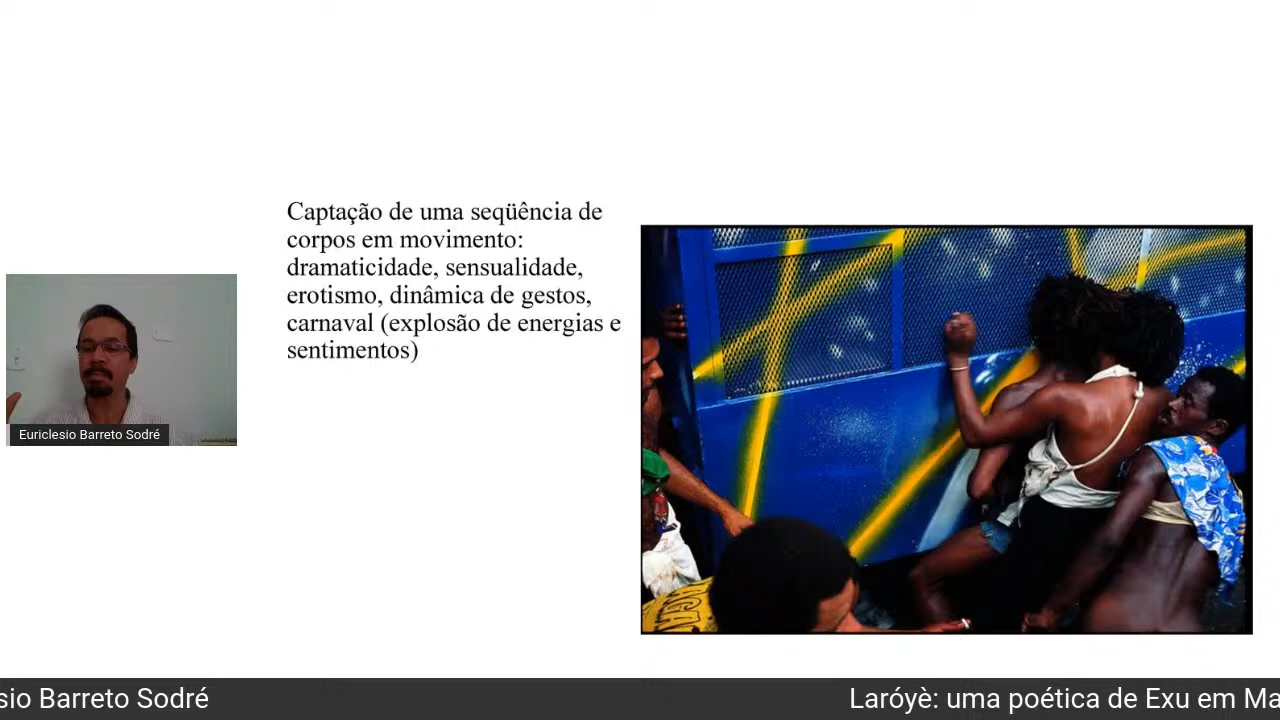 Captação de uma seqüência de
corpos em movimento:
dramaticidade, sensualidade,
erotismo, dinâmica de gestos,
carnaval (explosão de energias e
sentimentos)
Euriclesio Barreto Sodré
sio Barreto Sodré
Laróyè: uma poética de Exu em Ma